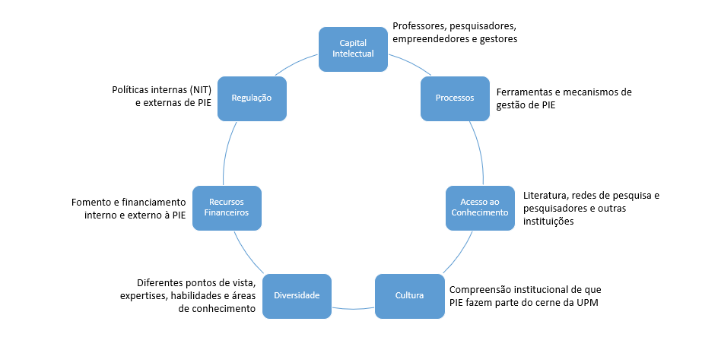 Capital
Intelectual
Professores, pesquisadores,
empreendedores e gestores
Processos
Ferramentas e mecanismos de
gestão de PIE
Acesso ao
Conhecimento
Literatura, redes de pesquisa e
pesquisadores e outras
instituições
Cultura
Compreensão institucional de que
PIE fazem parte do cerne da UPM
Diversidade
Diferentes pontos de vista,
expertises, habilidades e áreas
de conhecimento
Recursos
Financeiros
Fomento e financiamento
interno e externo à PIE
Regulação
Políticas internas (NIT)
e externas de PIE